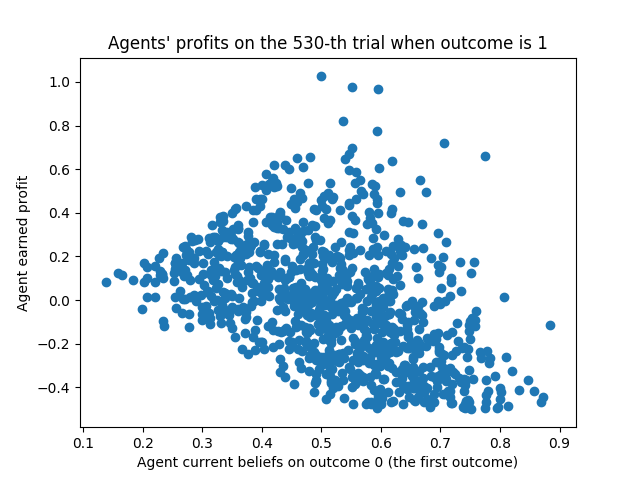 Agents' profits on the 530-th trial when outcome is 1
1.0
0.8
0.6
0.4
0.2
0.0
−0.2
−0.4
Agent earned profit
0.1 0.2 0.3 0.4 0.5 0.6 0.7 0.8 0.9
Agent current beliefs on outcome 0 (the first outcome)